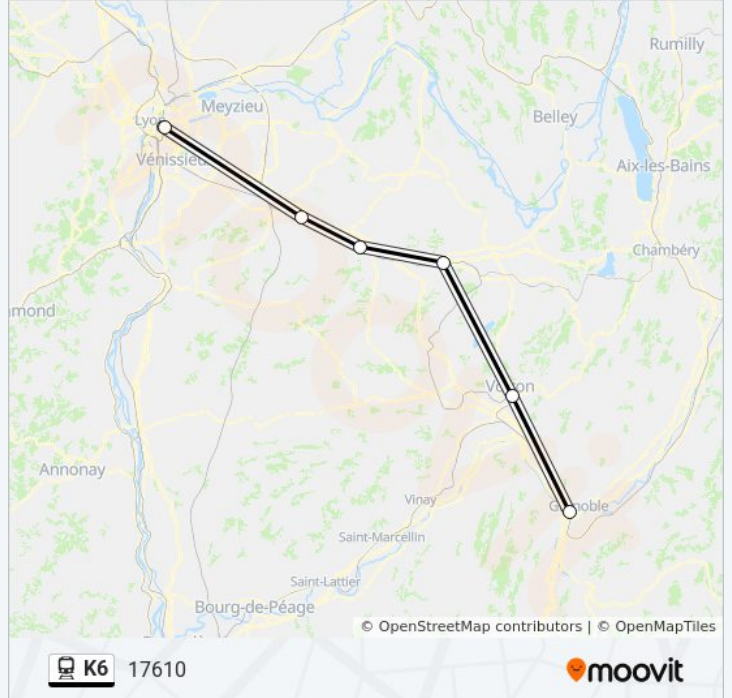 Rumilly
Meyzieu
Lyon
Belley
Vénissieu
Aix-les-Bains
Chambéry
mond
Voiron
Annonay
Vinay
Grenoble
Saint-Marcellin
Saint-Lattier
Bourg-de-Péage
© OpenStreetMap contributors | © OpenMapTiles
K6 17610
moovit